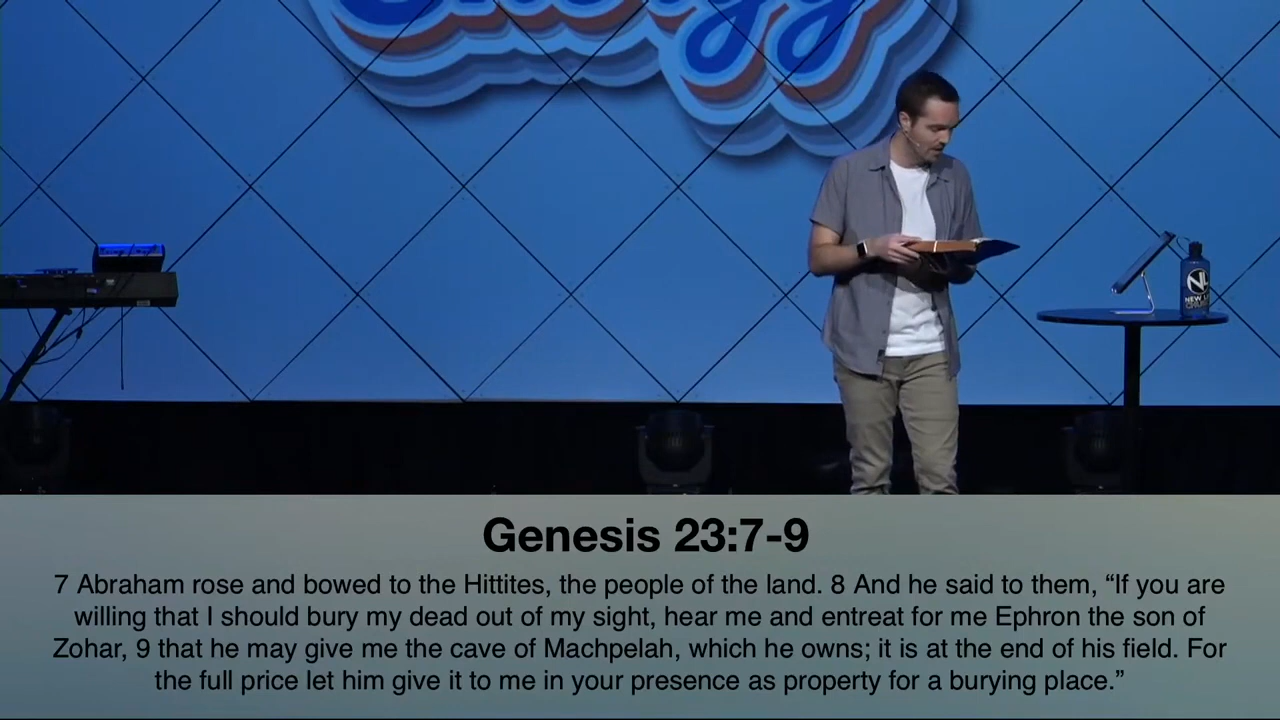 Genesis 23:7-9
7 Abraham rose and bowed to the Hittites, the people of the land. 8 And he said to them, “If you are
willing that I should bury my dead out of my sight, hear me and entreat for me Ephron the son of
Zohar, 9 that he may give me the cave of Machpelah, which he owns; it is at the end of his field. For
the full price let him give it to me in your presence as property for a burying place.”
NL
NEW